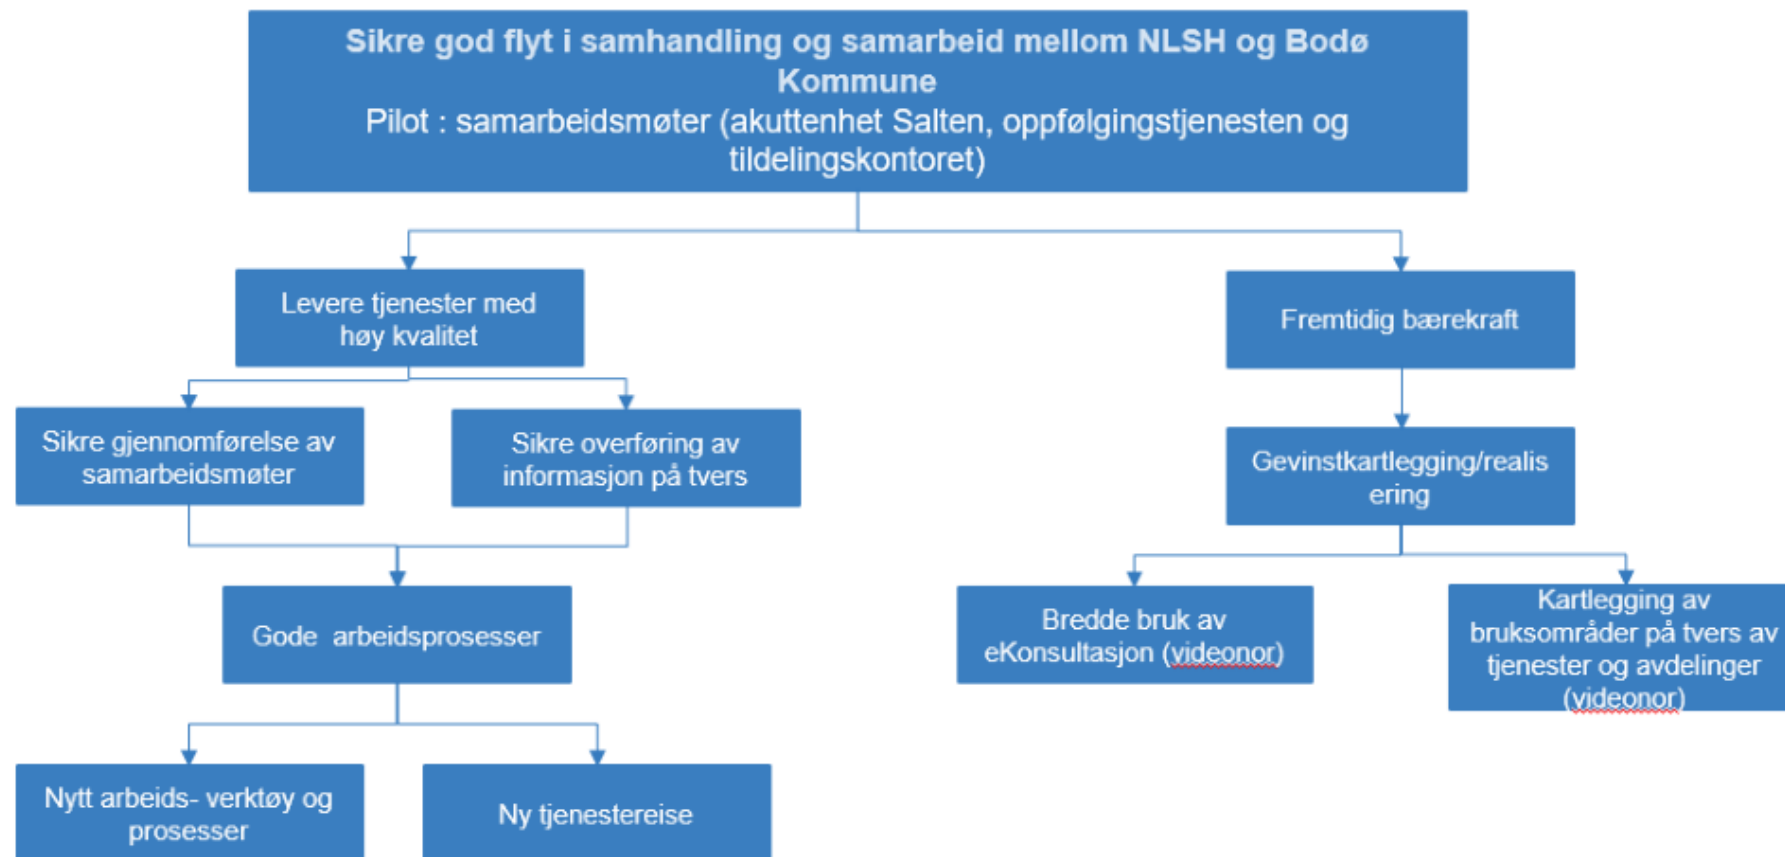 Sikre god flyt i samhandling og samarbeid mellom NLSH og Bodø
Kommune
Pilot : samarbeidsmøter (akuttenhet Salten, oppfølgingstjenesten og
tildelingskontoret)
Levere tjenester med
høy kvalitet
Fremtidig bærekraft
Sikre gjennomførelse av
samarbeidsmøter
Sikre overføring av
informasjon på tvers
Gevinstkartlegging/realis
ering
Gode  arbeidsprosesser
Bredde bruk av
eKonsultasjon (videonor)
Kartlegging av
bruksområder på tvers av
tjenester og avdelinger
(videonor)
Nytt arbeids- verktøy og
prosesser
Ny tjenestereise